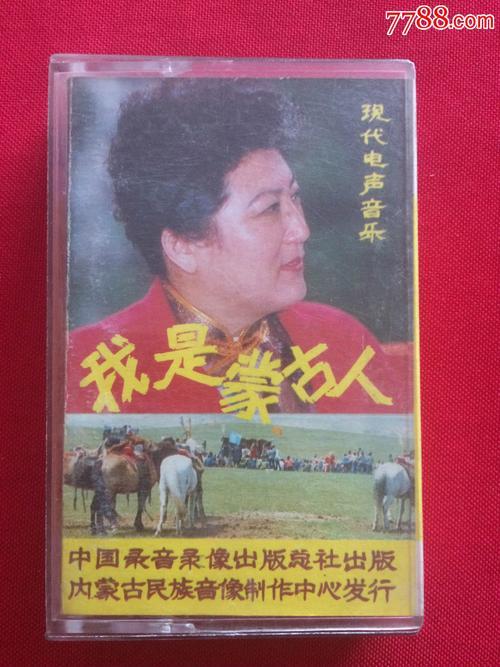 7788.com
现代电声音乐
我是蒙古人
中国录音录像出版总社出版
内蒙古民族音像制作中心发行